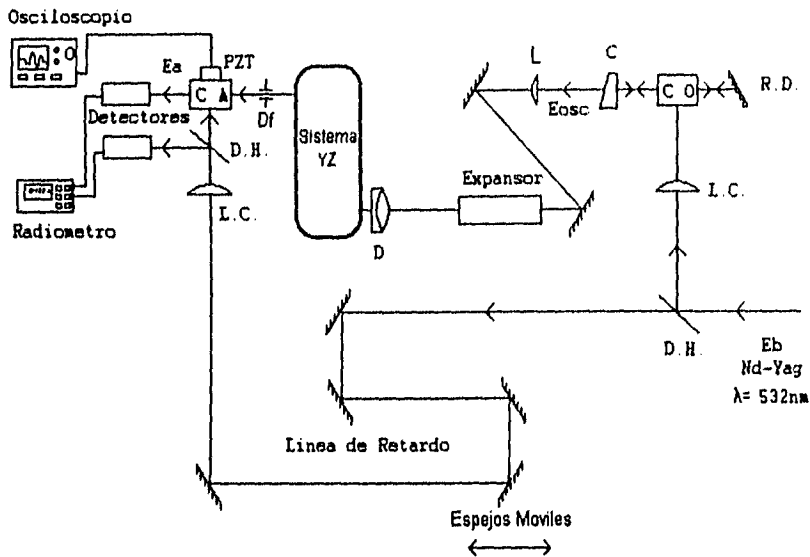 Osciloscopio
Ea
PZT
C A
Detectores
Df
D.H.
L.C.
Radiometro
Sistema
YZ
D
Expansor
L
C
Eosc
C O
R.D.
L.C.
D.H.
Eb
Nd-Yag
λ= 532nm
Linea de Retardo
Espejos Moviles